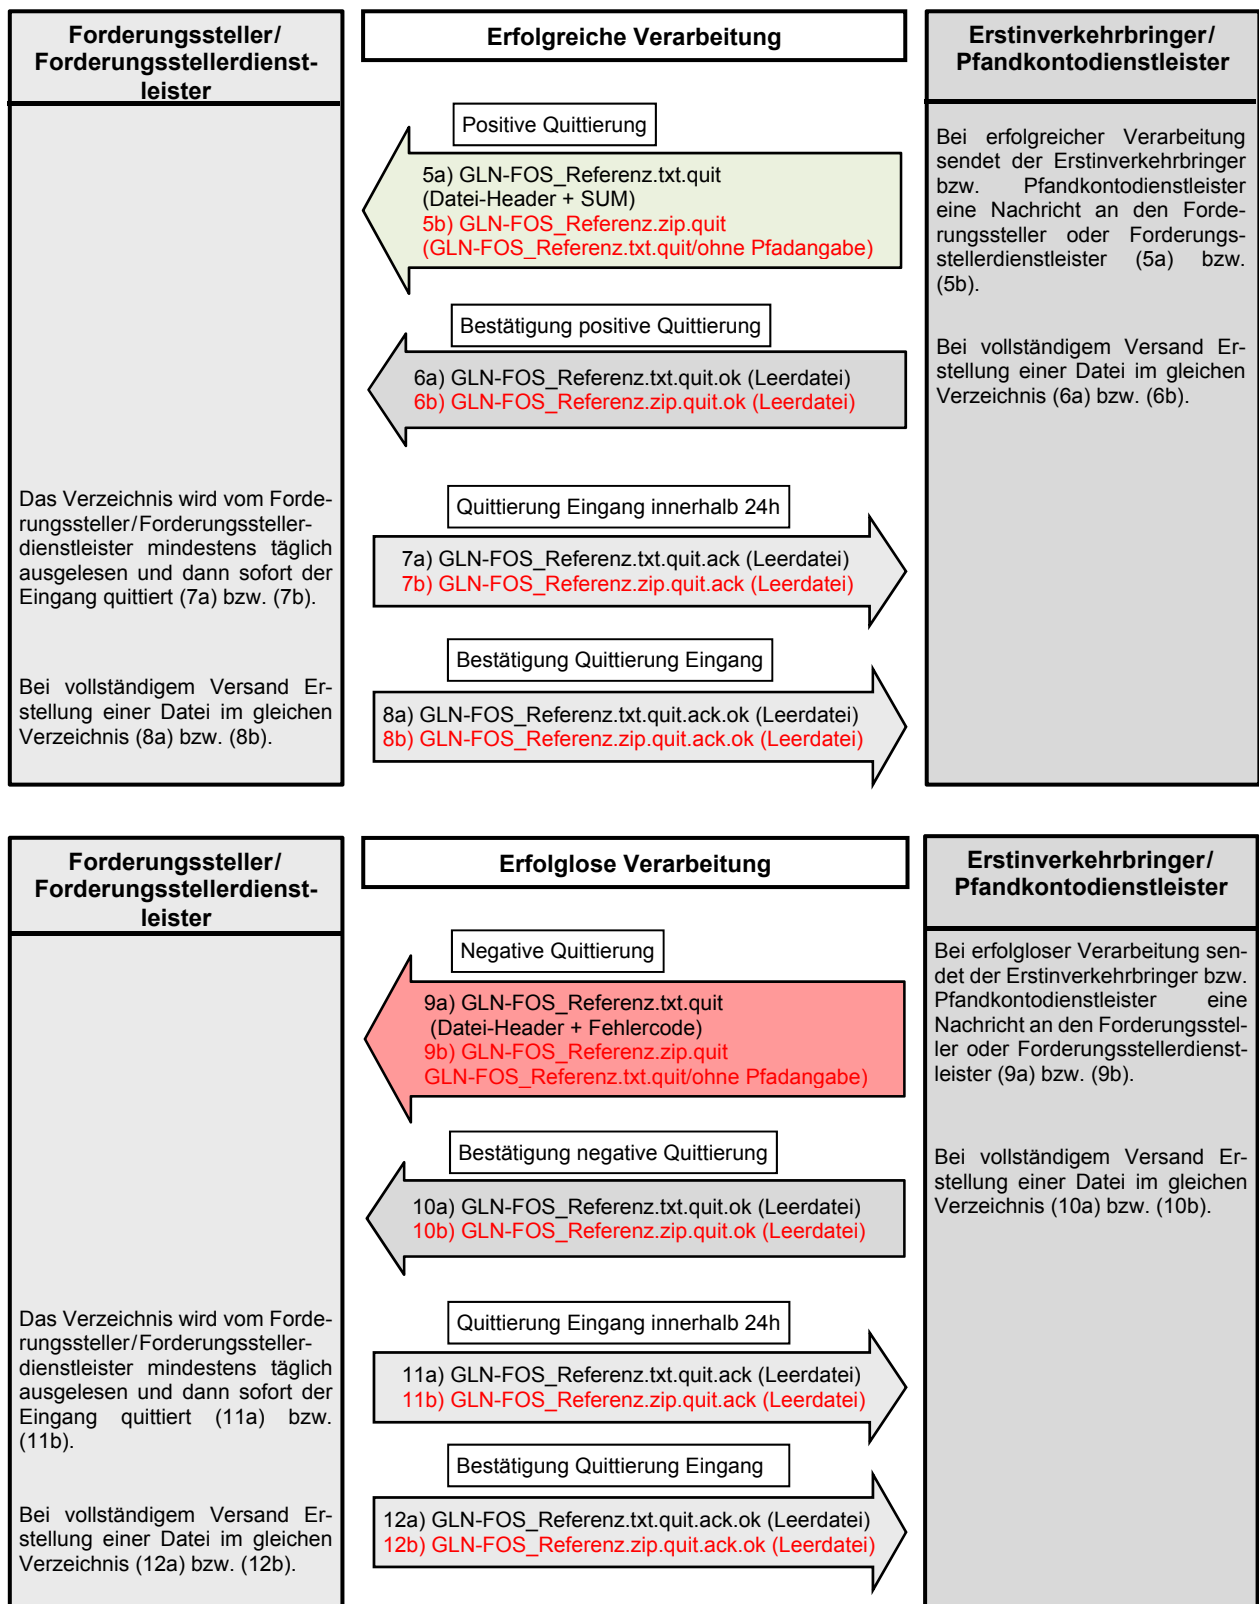 Forderungssteller/
Forderungsstellerdienst-
leister
Erfolgreiche Verarbeitung
Erstinverkehrbringer/
Pfandkontodienstleister
Positive Quittierung
5a) GLN-FOS_Referenz.txt.quit
(Datei-Header + SUM)
5b) GLN-FOS_Referenz.zip.quit
(GLN-FOS_Referenz.txt.quit/ohne Pfadangabe)
Bei erfolgreicher Verarbeitung
sendet der Erstinverkehrbringer
bzw. Pfandkontodienstleister
eine Nachricht an den Forde-
rungssteller oder Forderungs-
stellerdienstleister (5a) bzw.
(5b).
Bestätigung positive Quittierung
6a) GLN-FOS_Referenz.txt.quit.ok (Leerdatei)
6b) GLN-FOS_Referenz.zip.quit.ok (Leerdatei)
Bei vollständigem Versand Er-
stellung einer Datei im gleichen
Verzeichnis (6a) bzw. (6b).
Das Verzeichnis wird vom Forde-
rungssteller/Forderungssteller-
dienstleister mindestens täglich
ausgelesen und dann sofort der
Eingang quittiert (7a) bzw. (7b).
Quittierung Eingang innerhalb 24h
7a) GLN-FOS_Referenz.txt.quit.ack (Leerdatei)
7b) GLN-FOS_Referenz.zip.quit.ack (Leerdatei)
Bestätigung Quittierung Eingang
Bei vollständigem Versand Er-
stellung einer Datei im gleichen
Verzeichnis (8a) bzw. (8b).
8a) GLN-FOS_Referenz.txt.quit.ack.ok (Leerdatei)
8b) GLN-FOS_Referenz.zip.quit.ack.ok (Leerdatei)
Forderungssteller/
Forderungsstellerdienst-
leister
Erfolglose Verarbeitung
Erstinverkehrbringer/
Pfandkontodienstleister
Negative Quittierung
9a) GLN-FOS_Referenz.txt.quit
(Datei-Header + Fehlercode)
9b) GLN-FOS_Referenz.zip.quit
GLN-FOS_Referenz.txt.quit/ohne Pfadangabe)
Bei erfolgloser Verarbeitung sen-
det der Erstinverkehrbringer bzw.
Pfandkontodienstleister eine
Nachricht an den Forderungsstel-
ler oder Forderungsstellerdienst-
leister (9a) bzw. (9b).
Bestätigung negative Quittierung
10a) GLN-FOS_Referenz.txt.quit.ok (Leerdatei)
10b) GLN-FOS_Referenz.zip.quit.ok (Leerdatei)
Bei vollständigem Versand Er-
stellung einer Datei im gleichen
Verzeichnis (10a) bzw. (10b).
Das Verzeichnis wird vom Forde-
rungssteller/Forderungssteller-
dienstleister mindestens täglich
ausgelesen und dann sofort der
Eingang quittiert (11a) bzw.
(11b).
Quittierung Eingang innerhalb 24h
11a) GLN-FOS_Referenz.txt.quit.ack (Leerdatei)
11b) GLN-FOS_Referenz.zip.quit.ack (Leerdatei)
Bestätigung Quittierung Eingang
Bei vollständigem Versand Er-
stellung einer Datei im gleichen
Verzeichnis (12a) bzw. (12b).
12a) GLN-FOS_Referenz.txt.quit.ack.ok (Leerdatei)
12b) GLN-FOS_Referenz.zip.quit.ack.ok (Leerdatei)